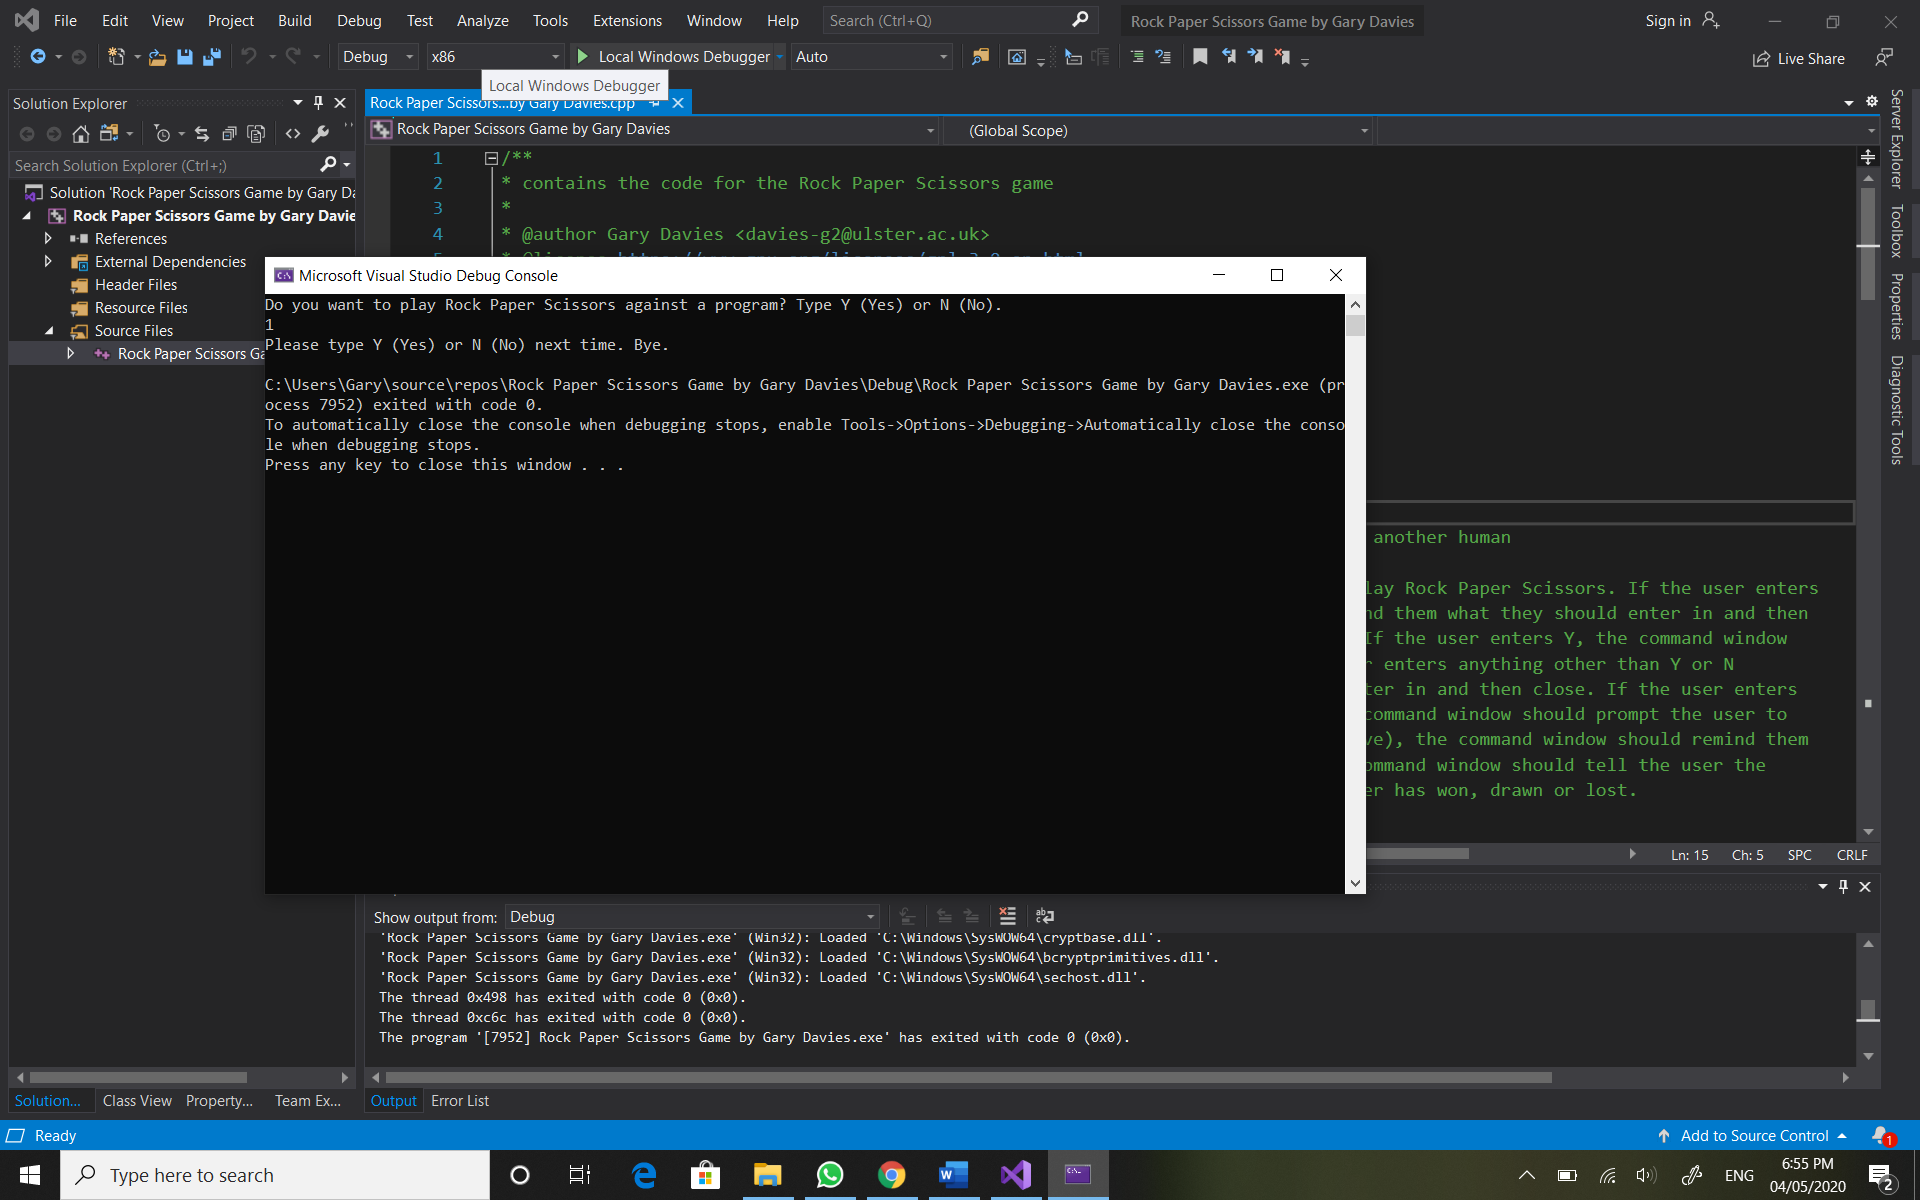 File Edit View Project Build Debug Test Analyze Tools Extensions Window Help Search (Ctrl+Q) Rock Paper Scissors Game by Gary Davies Sign in
Debug x86 Local Windows Debugger Auto Live Share
Local Windows Debugger
Solution Explorer
Rock Paper Scissors...by Gary Davies.cpp
Rock Paper Scissors Game by Gary Davies (Global Scope)
Search Solution Explorer (Ctrl+;)
Solution 'Rock Paper Scissors Game by Gary Da
Rock Paper Scissors Game by Gary Davie
References
External Dependencies
Header Files
Resource Files
Source Files
Rock Paper Scissors Ga
1 /**
2 * contains the code for the Rock Paper Scissors game
3 *
4 * @author Gary Davies <davies-g2@ulster.ac.uk>
Microsoft Visual Studio Debug Console
Do you want to play Rock Paper Scissors against a program? Type Y (Yes) or N (No).
1
Please type Y (Yes) or N (No) next time. Bye.
C:\Users\Gary\source\repos\Rock Paper Scissors Game by Gary Davies\Debug\Rock Paper Scissors Game by Gary Davies.exe (pr
ocess 7952) exited with code 0.
To automatically close the console when debugging stops, enable Tools->Options->Debugging->Automatically close the conso
le when debugging stops.
Press any key to close this window . . .
another human
lay Rock Paper Scissors. If the user enters
nd them what they should enter in and then
If the user enters Y, the command window
r enters anything other than Y or N
ter in and then close. If the user enters
command window should prompt the user to
ve), the command window should remind them
ommand window should tell the user the
er has won, drawn or lost.
Ln: 15 Ch: 5 SPC CRLF
Server Explorer
Toolbox
Properties
Diagnostic Tools
Show output from: Debug
'Rock Paper Scissors Game by Gary Davies.exe' (Win32): Loaded 'C:\Windows\SysWOW64\cryptbase.dll'.
'Rock Paper Scissors Game by Gary Davies.exe' (Win32): Loaded 'C:\Windows\SysWOW64\bcryptprimitives.dll'.
'Rock Paper Scissors Game by Gary Davies.exe' (Win32): Loaded 'C:\Windows\SysWOW64\sechost.dll'.
The thread 0x498 has exited with code 0 (0x0).
The thread 0xc6c has exited with code 0 (0x0).
The program '[7952] Rock Paper Scissors Game by Gary Davies.exe' has exited with code 0 (0x0).
Solution... Class View Property... Team Ex... Output Error List
Ready Add to Source Control 1
Type here to search ENG 6:55 PM
04/05/2020 2